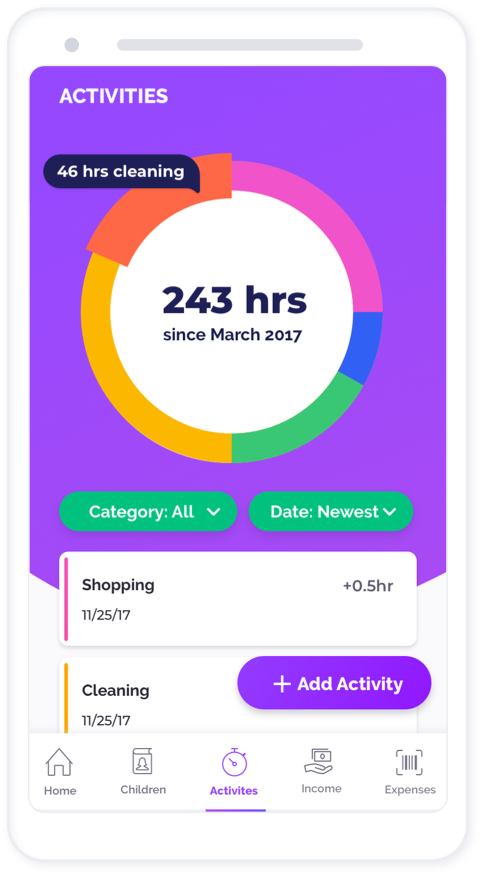 ACTIVITIES
46 hrs cleaning
243 hrs
since March 2017
Category: All
Date: Newest
Shopping
+0.5hr
11/25/17
Cleaning
+ Add Activity
11/25/17
Home
Children
Activites
Income
Expenses